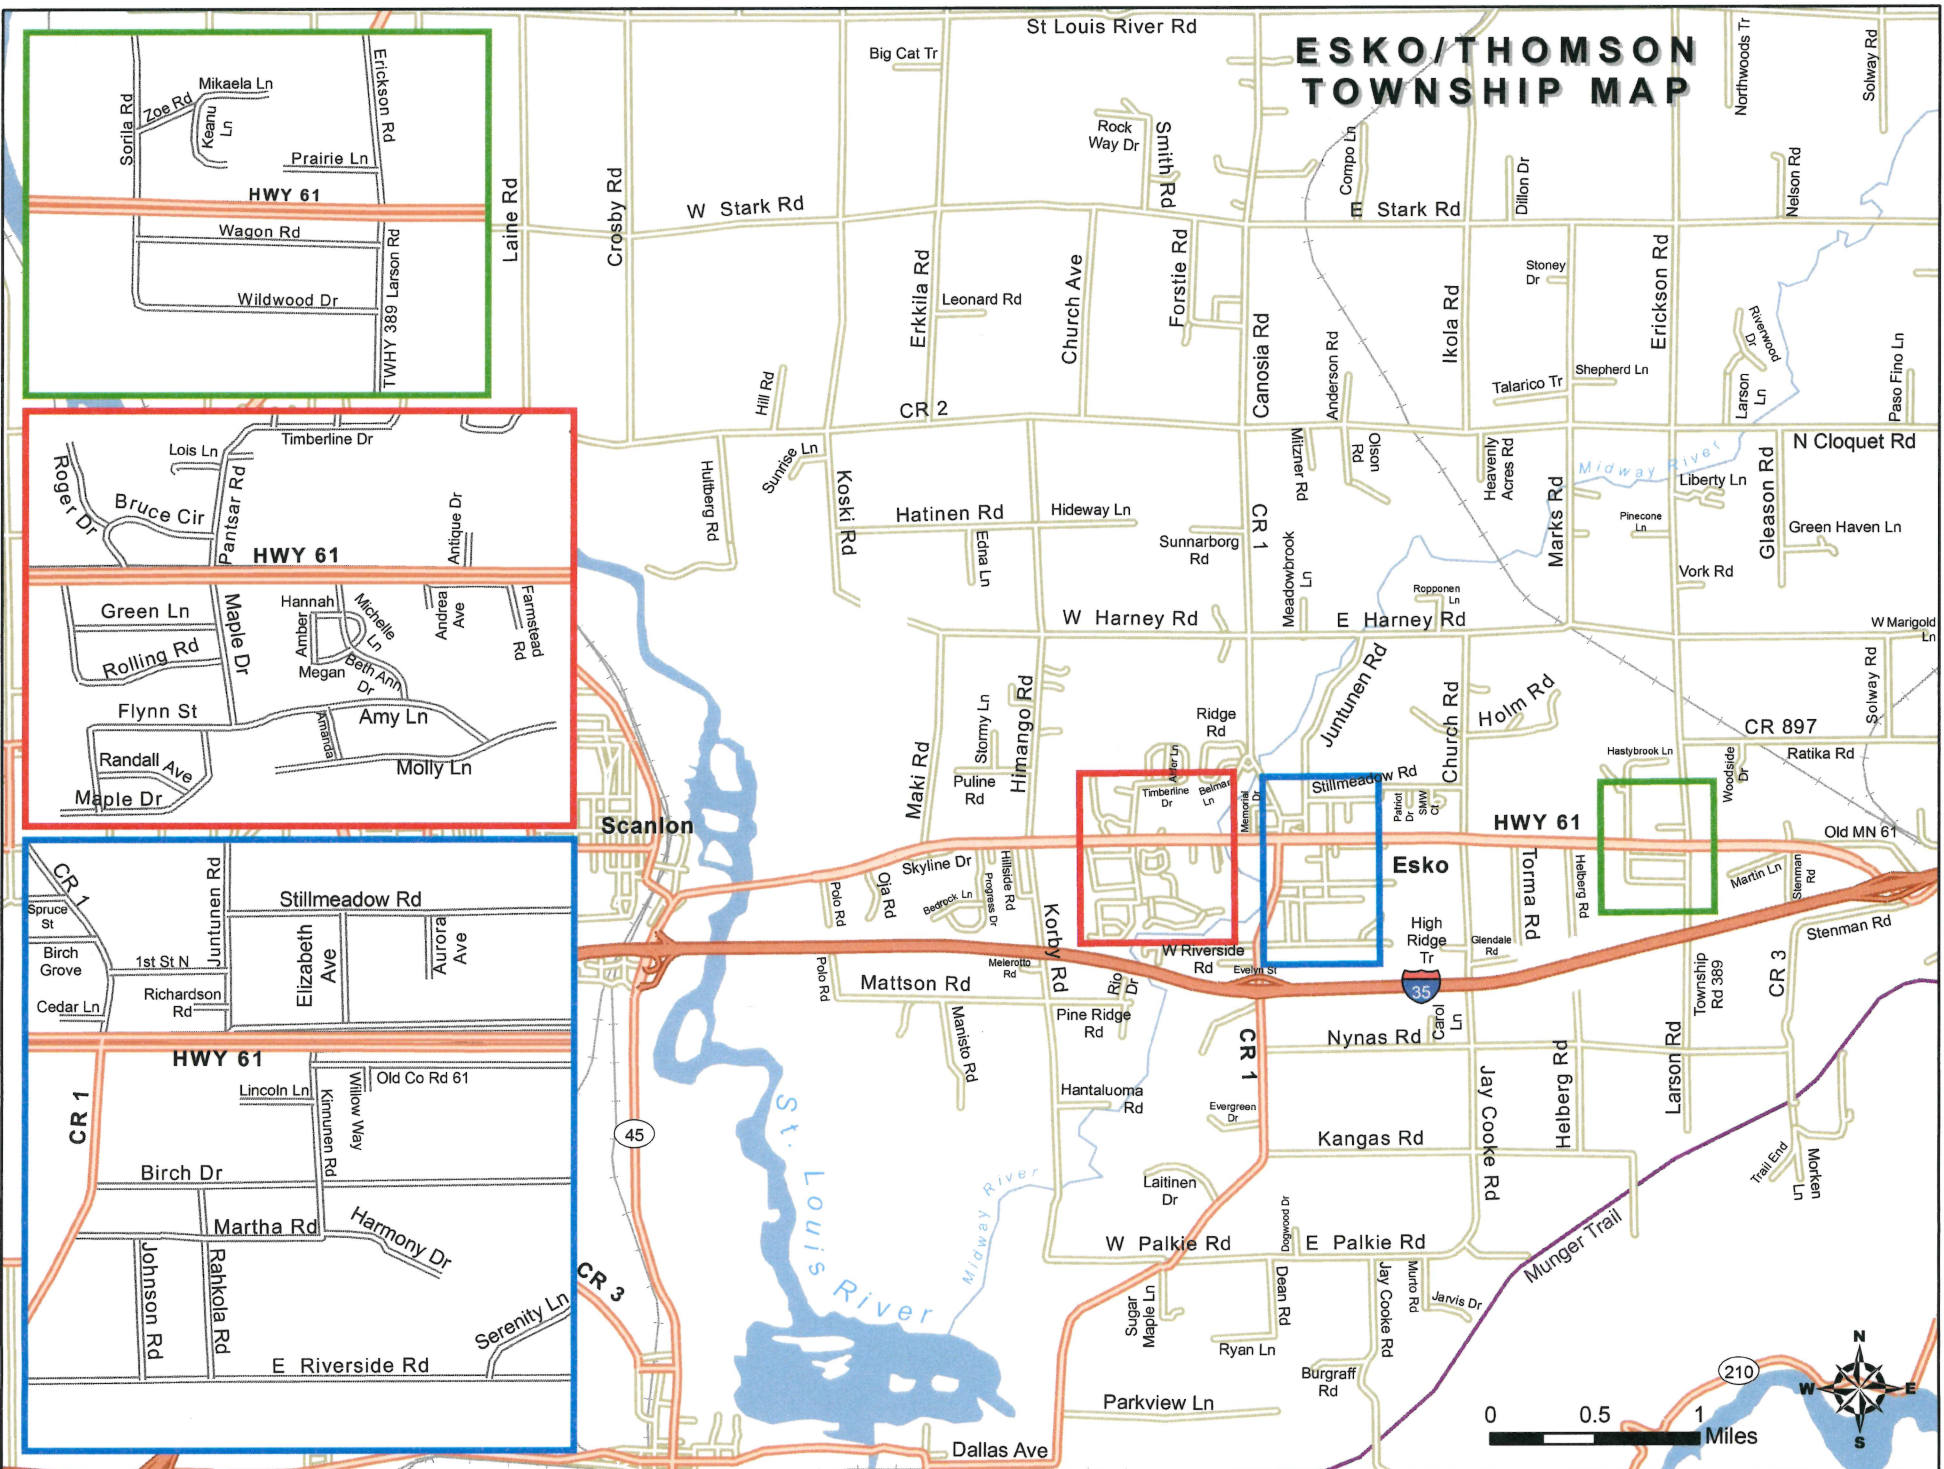 ESKO/THOMSON
TOWNSHIP MAP
St Louis River Rd
Big Cat Tr
Rock
Way Dr
Smith Rd
Compo Ln
Dillon Dr
Northwoods Tr
Solway Rd
Nelson Rd
Laine Rd
Crosby Rd
W Stark Rd
E Stark Rd
Erkkila Rd
Leonard Rd
Church Ave
Forstie Rd
Canosia Rd
Anderson Rd
Ikola Rd
Stoney
Dr
Erickson Rd
Riverwood
Dr
Larson
Ln
Paso Fino Ln
Talarico Tr
Shepherd Ln
Hill Rd
CR 2
N Cloquet Rd
Hultberg Rd
Sunrise Ln
Koski Rd
Hatinen Rd
Edna Ln
Hideway Ln
Sunnarborg
Rd
CR 1
Mitzner Rd
Olson
Rd
Meadowbrook
Ln
Heavenly
Acres Rd
Marks Rd
Midway River
Liberty Ln
Pinecone
Ln
Gleason Rd
Green Haven Ln
Vork Rd
Ropponen
Ln
W Harney Rd
E Harney Rd
W Marigold
Ln
Solway Rd
Juntunen Rd
Church Rd
Holm Rd
CR 897
Ratika Rd
Hastybrook Ln
Woodside
Dr
Maki Rd
Stormy Ln
Puline
Rd
Himango Rd
Ridge
Rd
Timberline
Dr
Belmar
Ln
Memorial
Dr
Stillmeadow Rd
Patriot
Dr
SMW
Ct
HWY 61
Old MN 61
Esko
Scanlon
Skyline Dr
Polo Rd
Oja Rd
Bedrock Ln
Progress Dr
Hillside Rd
Korby Rd
Torma Rd
Helberg Rd
Martin Ln
Stenman
Rd
Stenman Rd
High
Ridge
Tr
Glendale
Rd
W Riverside
Rd
Evelyn St
35
Polo Rd
Mattson Rd
Meierotto
Rd
Rio
Dr
Pine Ridge
Rd
Manisto Rd
CR 1
Nynas Rd
Carol
Ln
Township
Rd 389
CR 3
Larson Rd
Helberg Rd
Jay Cooke Rd
Hantaluoma
Rd
Evergreen
Dr
Kangas Rd
45
St. Louis River
Midway River
Laitinen
Dr
Dogwood Dr
W Palkie Rd
E Palkie Rd
Trail End
Morken
Ln
Munger Trail
CR 3
Sugar
Maple Ln
Dean Rd
Ryan Ln
Jay Cooke Rd
Murto Rd
Jarvis Dr
Burgraff
Rd
Parkview Ln
Dallas Ave
210
N
W
E
S
0
0.5
1
Miles
Sorila Rd
Zoe Rd
Mikaela Ln
Keanu
Ln
Erickson Rd
Prairie Ln
HWY 61
Wagon Rd
Wildwood Dr
TWHY 389 Larson Rd
Roger Dr
Bruce Cir
Lois Ln
Pantsar Rd
Timberline Dr
Antique Dr
HWY 61
Green Ln
Rolling Rd
Maple Dr
Hannah
Amber
Michelle
Ln
Megan
Beth Ann
Dr
Andrea
Ave
Farmstead
Rd
Flynn St
Amanda
Amy Ln
Molly Ln
Randall Ave
Maple Dr
CR 1
Spruce
St
Birch
Grove
Cedar Ln
Juntunen Rd
Stillmeadow Rd
1st St N
Richardson
Rd
Elizabeth
Ave
Aurora
Ave
HWY 61
CR 1
Lincoln Ln
Kinnunen Rd
Willow Way
Old Co Rd 61
Birch Dr
Martha Rd
Harmony Dr
Johnson Rd
Rahkola Rd
Serenity Ln
E Riverside Rd